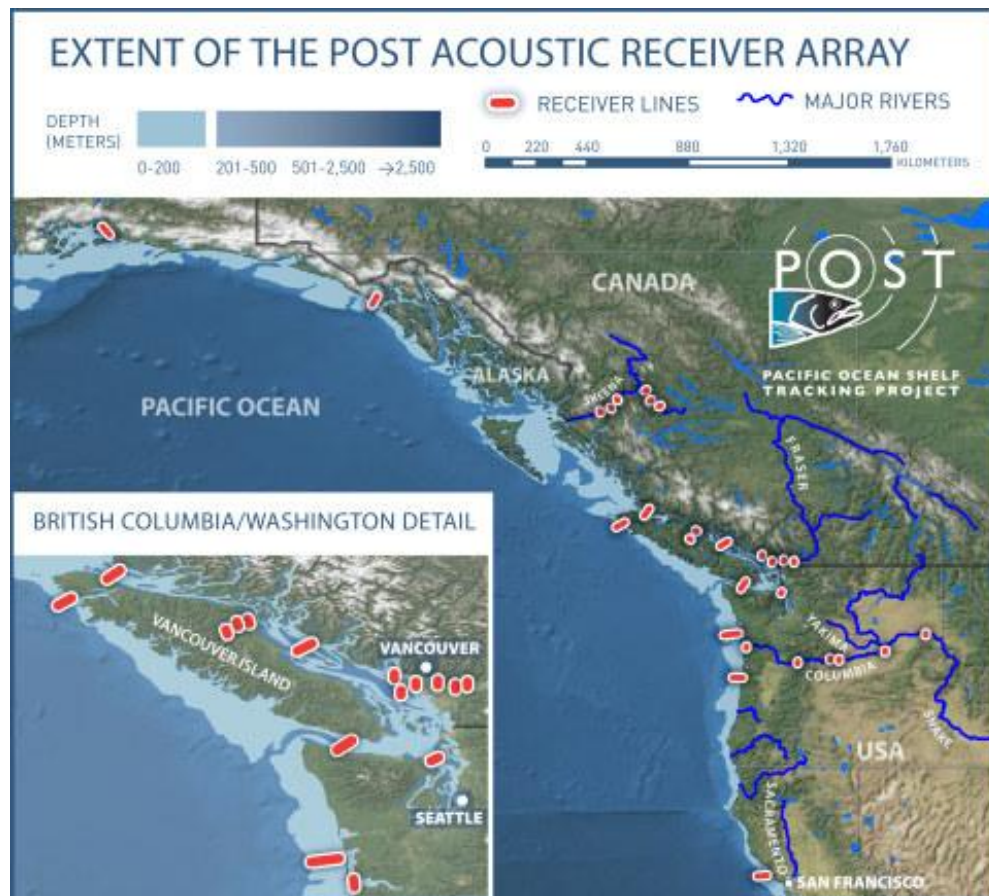 EXTENT OF THE POST ACOUSTIC RECEIVER ARRAY
DEPTH
(METERS)
0-200
201-500
501-2,500
→2,500
RECEIVER LINES
MAJOR RIVERS
0
220
440
880
1,320
1,760
KILOMETERS
CANADA
POST
PACIFIC OCEAN SHELF
TRACKING PROJECT
ALASKA
PACIFIC OCEAN
SKEENA
FRASER
YAKIMA
COLUMBIA
SNAKE
USA
SACRAMENTO
SAN FRANCISCO
BRITISH COLUMBIA/WASHINGTON DETAIL
VANCOUVER ISLAND
VANCOUVER
SEATTLE